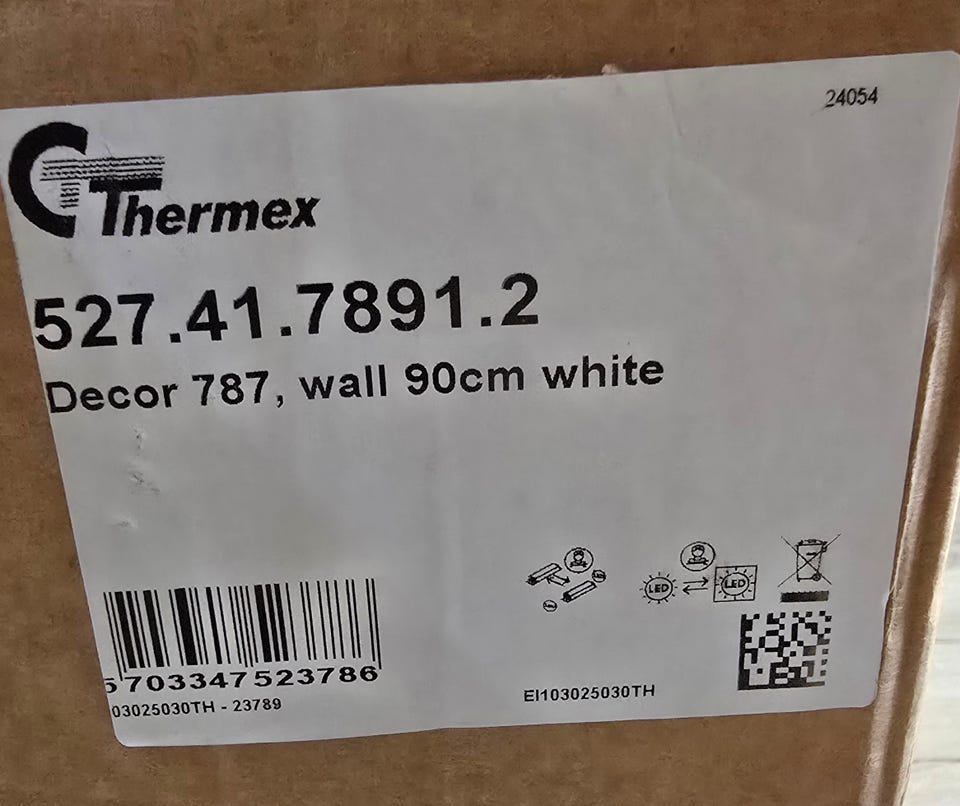 24054
Thermex
527.41.7891.2
Decor 787, wall 90cm white
LED
LED
5703347523786
03025030TH - 23789
EI103025030TH